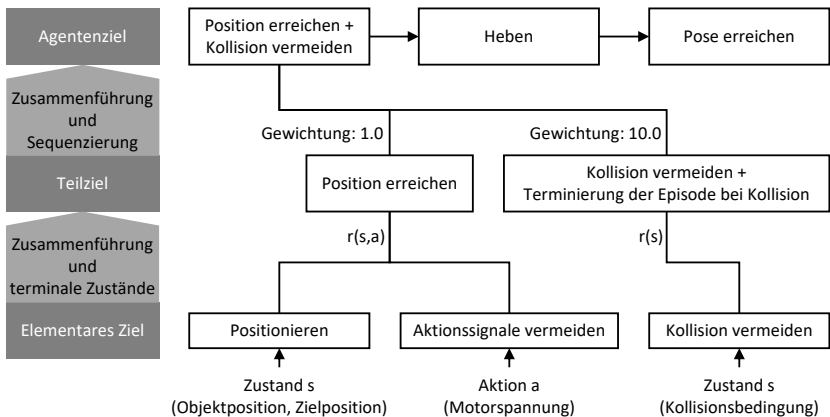 Agentenziel
Position erreichen +
Kollision vermeiden
Heben
Pose erreichen
Zusammenführung
und
Sequenzierung
Gewichtung: 1.0
Gewichtung: 10.0
Teilziel
Position erreichen
Kollision vermeiden +
Terminierung der Episode bei Kollision
Zusammenführung
und
terminale Zustände
r(s,a)
r(s)
Elementares Ziel
Positionieren
Aktionssignale vermeiden
Kollision vermeiden
Zustand s
(Objektposition, Zielposition)
Aktion a
(Motorspannung)
Zustand s
(Kollisionsbedingung)